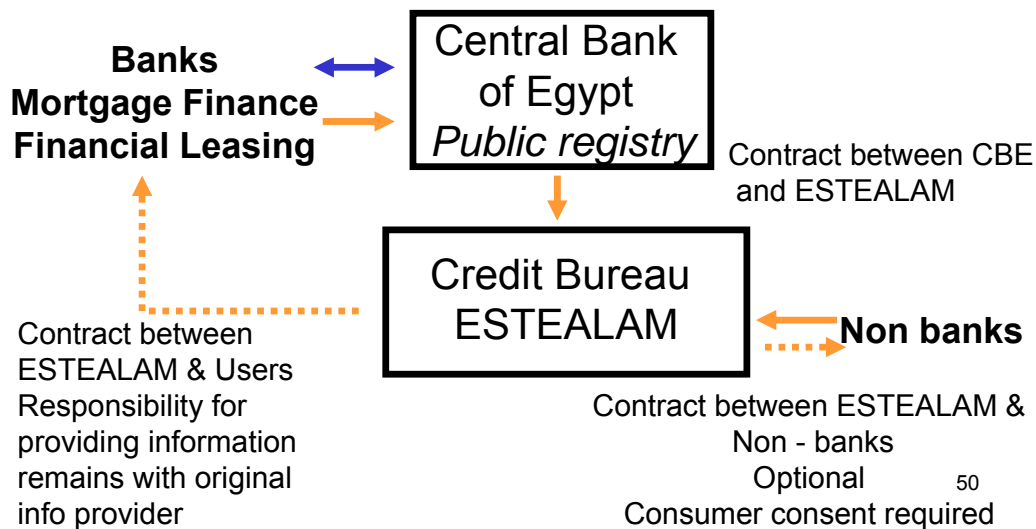 Banks
Mortgage Finance
Financial Leasing
Central Bank
of Egypt
Public registry
Contract between CBE
and ESTEALAM
Credit Bureau
ESTEALAM
Non banks
Contract between
ESTEALAM & Users
Responsibility for
providing information
remains with original
info provider
Contract between ESTEALAM &
Non - banks
Optional
Consumer consent required
50